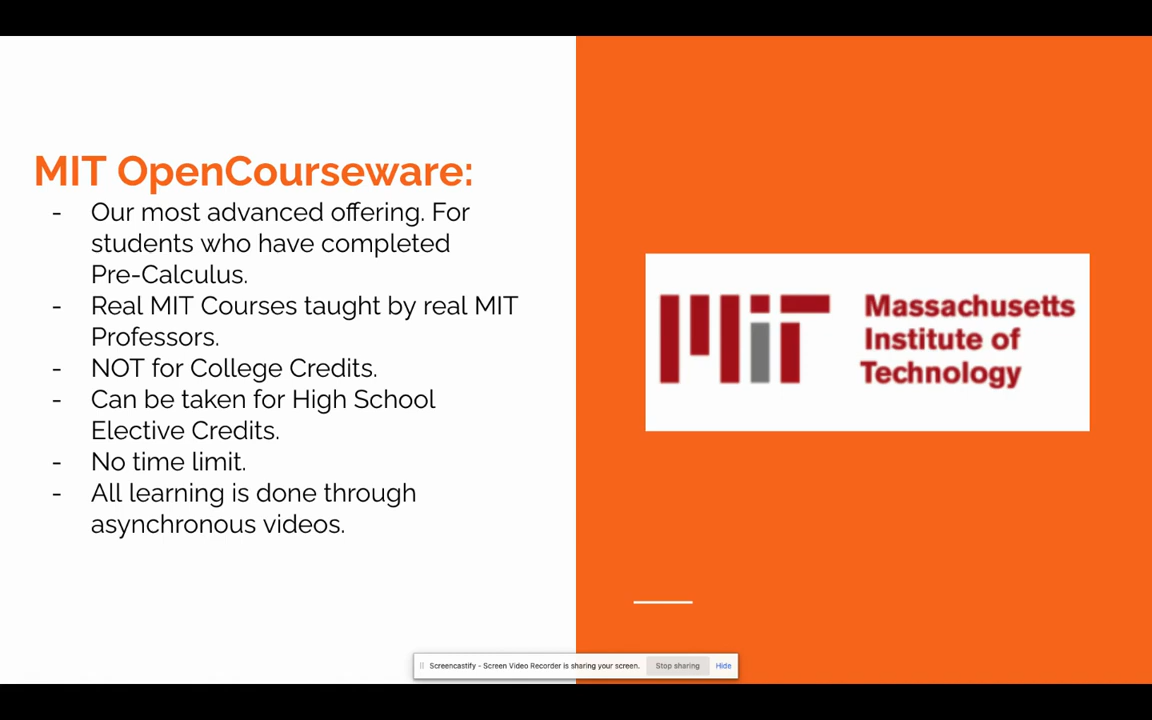 MIT OpenCourseware:
- Our most advanced offering. For
students who have completed
Pre-Calculus.
- Real MIT Courses taught by real MIT
Professors.
- NOT for College Credits.
- Can be taken for High School
Elective Credits.
- No time limit.
- All learning is done through
asynchronous videos.
MIT
Massachusetts
Institute of
Technology
Screencastify - Screen Video Recorder is sharing your screen. Stop sharing Hide